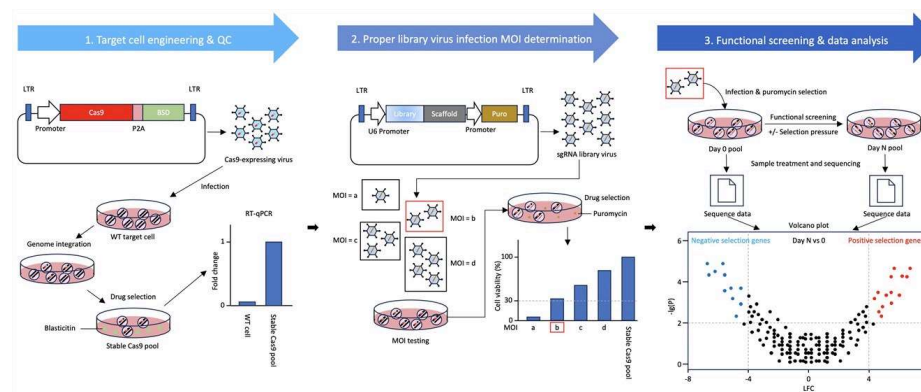 1. Target cell engineering & QC
2. Proper library virus infection MOI determination
3. Functional screening & data analysis
LTR
LTR
Cas9
BSD
Promoter
P2A
Cas9-expressing virus
Infection
WT target cell
Genome integration
Drug selection
Blasticitin
Stable Cas9 pool
RT-qPCR
Fold change
1
0
WT cell
Stable Cas9 pool
LTR
LTR
Library
Scaffold
Puro
U6 Promoter
Promoter
sgRNA library virus
MOI = a
MOI = b
MOI = c
MOI = d
MOI testing
Drug selection
Puromycin
Cell viability (%)
100
30
0
MOI
a
b
c
d
Stable Cas9 pool
Infection & puromycin selection
Functional screening
+/- Selection pressure
Day 0 pool
Day N pool
Sample treatment and sequencing
Sequence data
Sequence data
Volcano plot
Negative selection genes
Day N vs 0
Positive selection genes
-lg(P)
6
4
2
0
-8
-4
0
4
8
LFC